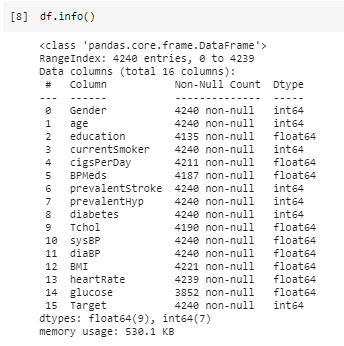 [8] df.info()
<class 'pandas.core.frame.DataFrame'>
RangeIndex: 4240 entries, 0 to 4239
Data columns (total 16 columns):
 #   Column           Non-Null Count  Dtype
---  ------           --------------  -----
 0   Gender           4240 non-null   int64
 1   age              4240 non-null   int64
 2   education        4135 non-null   float64
 3   currentSmoker    4240 non-null   int64
 4   cigsPerDay       4211 non-null   float64
 5   BPMeds           4187 non-null   float64
 6   prevalentStroke  4240 non-null   int64
 7   prevalentHyp     4240 non-null   int64
 8   diabetes         4240 non-null   int64
 9   Tchol            4190 non-null   float64
 10  sysBP            4240 non-null   float64
 11  diaBP            4240 non-null   float64
 12  BMI              4221 non-null   float64
 13  heartRate        4239 non-null   float64
 14  glucose          3852 non-null   float64
 15  Target           4240 non-null   int64
dtypes: float64(9), int64(7)
memory usage: 530.1 KB